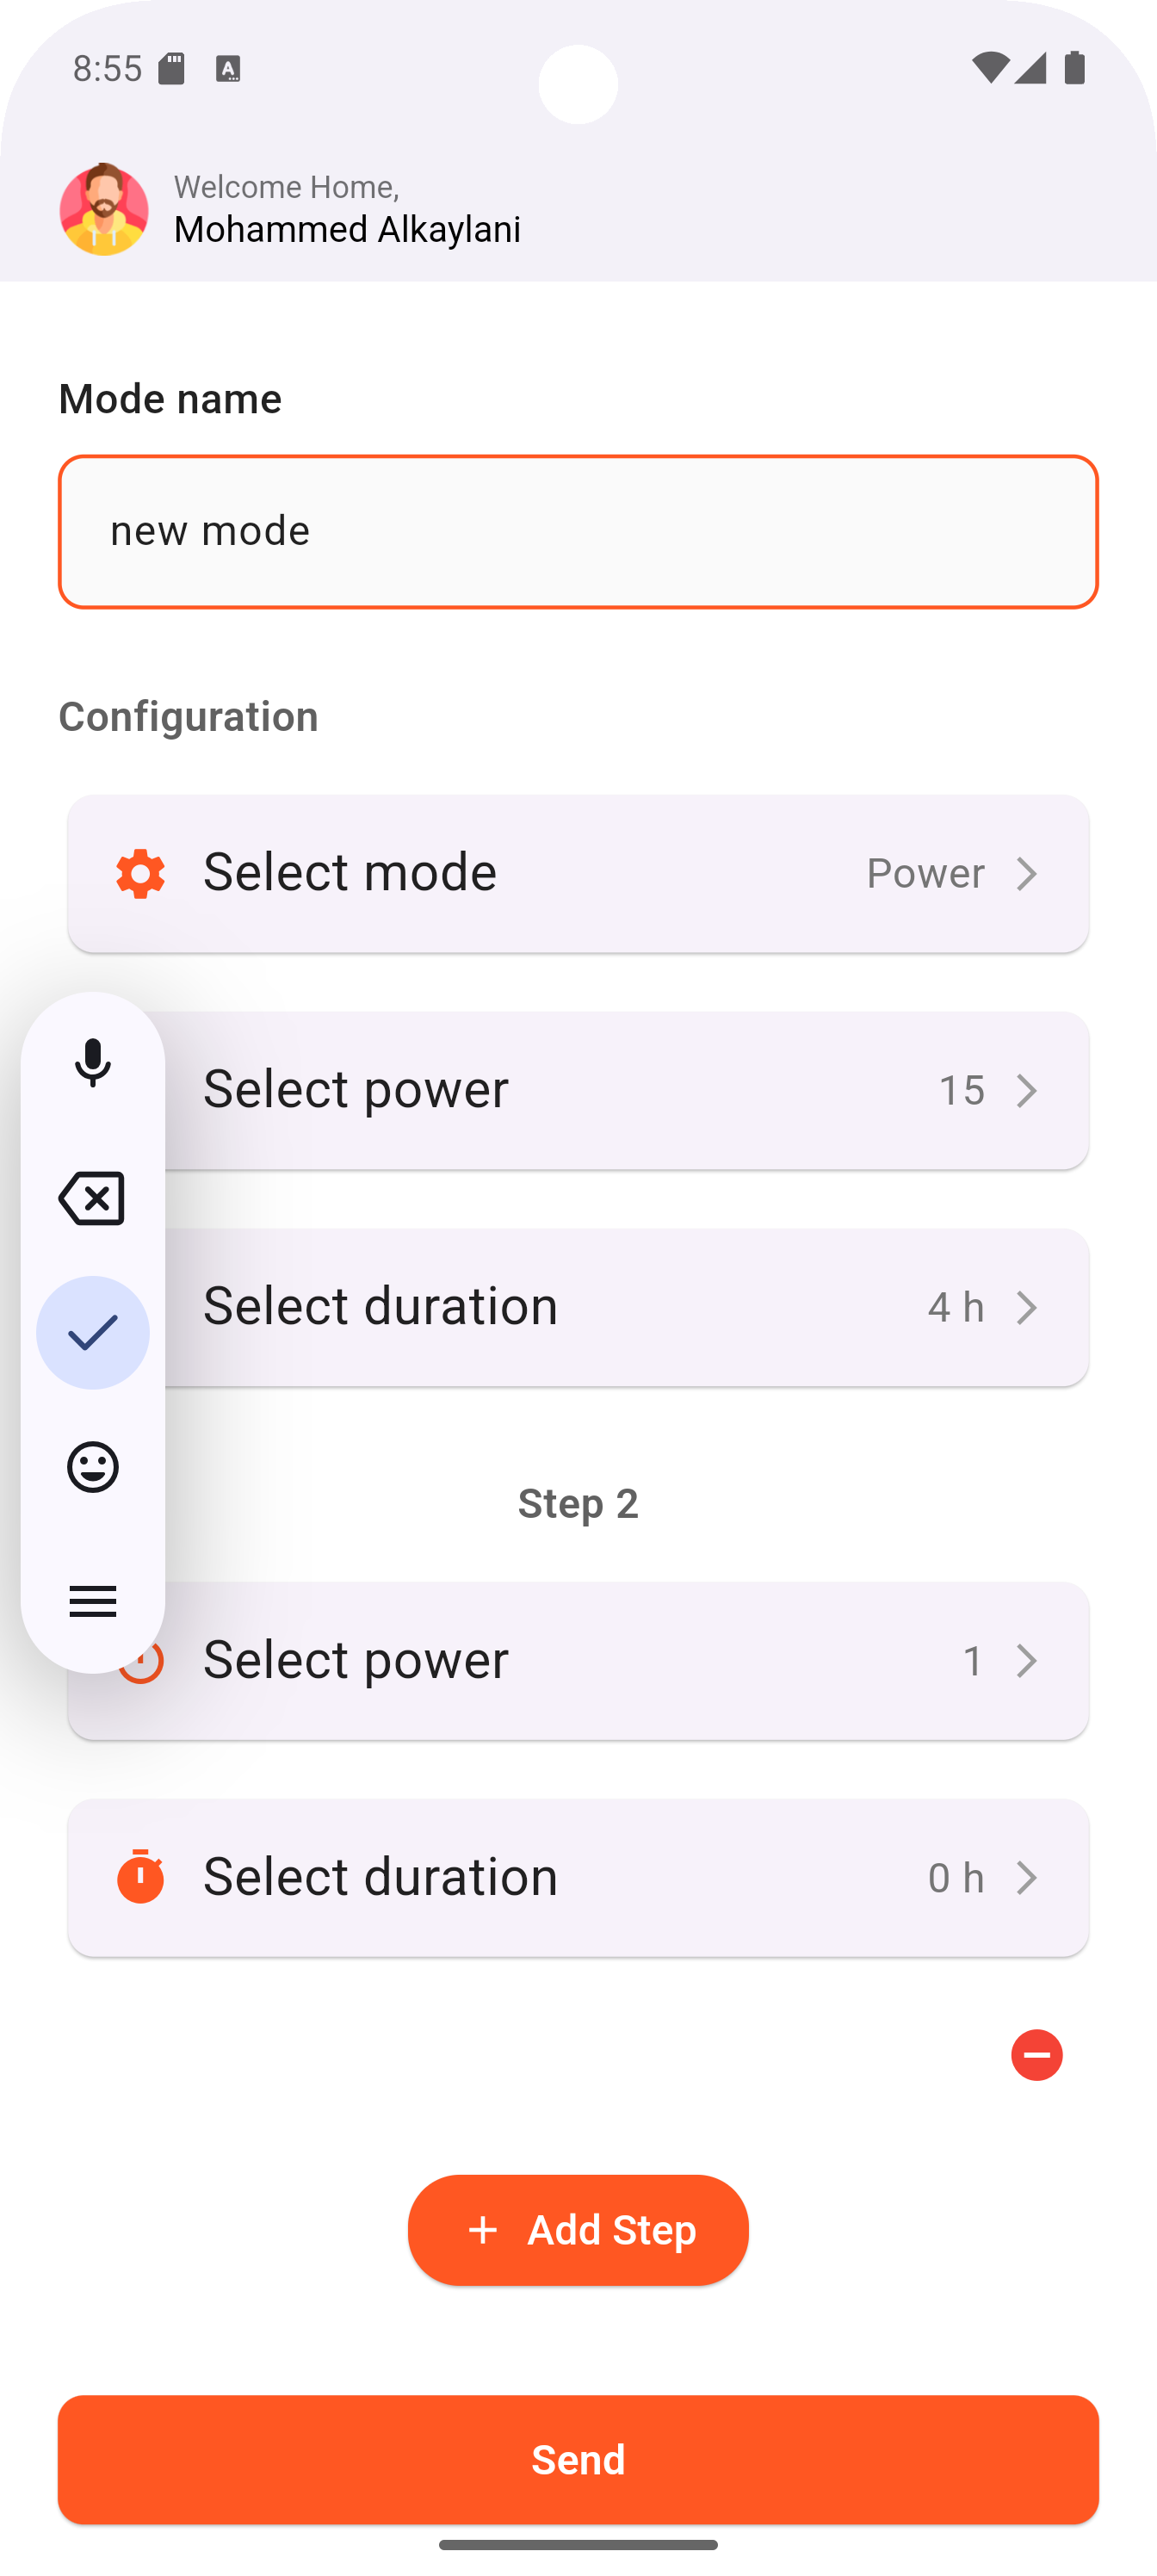 8:55
Welcome Home,
Mohammed Alkaylani
Mode name
new mode
Configuration
Select mode Power
Select power 15
Select duration 4 h
Step 2
Select power 1
Select duration 0 h
+ Add Step
Send